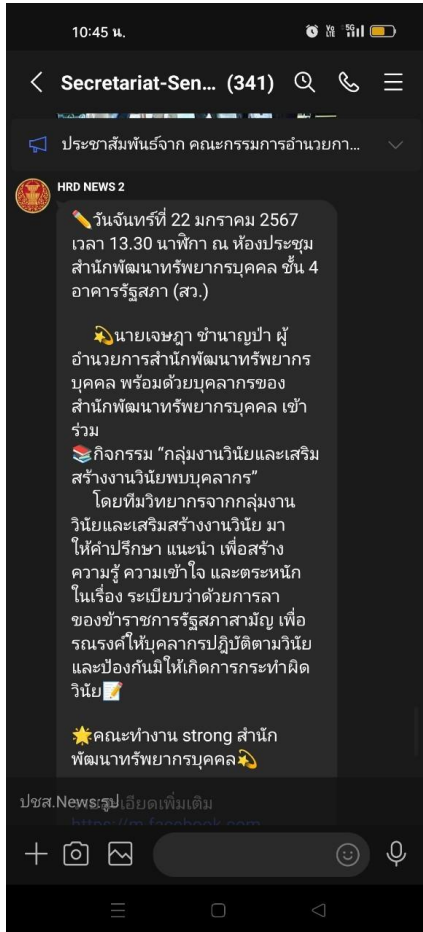 10:45 น.
Secretariat-Sen... (341)
ประชาสัมพันธ์จาก คณะกรรมการอำนวยกา...
HRD NEWS 2
✏️วันจันทร์ที่ 22 มกราคม 2567
เวลา 13.30 นาฬิกา ณ ห้องประชุม
สำนักพัฒนาทรัพยากรบุคคล ชั้น 4
อาคารรัฐสภา (สว.)
💫นายเจษฎา ชำนาญป่า ผู้
อำนวยการสำนักพัฒนาทรัพยากร
บุคคล พร้อมด้วยบุคลากรของ
สำนักพัฒนาทรัพยากรบุคคล เข้า
ร่วม
📚กิจกรรม “กลุ่มงานวินัยและเสริม
สร้างงานวินัยพบบุคลากร”
โดยทีมวิทยากรจากกลุ่มงาน
วินัยและเสริมสร้างงานวินัย มา
ให้คำปรึกษา แนะนำ เพื่อสร้าง
ความรู้ ความเข้าใจ และตระหนัก
ในเรื่อง ระเบียบว่าด้วยการลา
ของข้าราชการรัฐสภาสามัญ เพื่อ
รณรงค์ให้บุคลากรปฎิบัติตามวินัย
และป้องกันมิให้เกิดการกระทำผิด
วินัย📝
🌟คณะทำงาน strong สำนัก
พัฒนาทรัพยากรบุคคล💫
ปชส.News:รูป
เอียดเพิ่มเติม
https://m.facebook.com